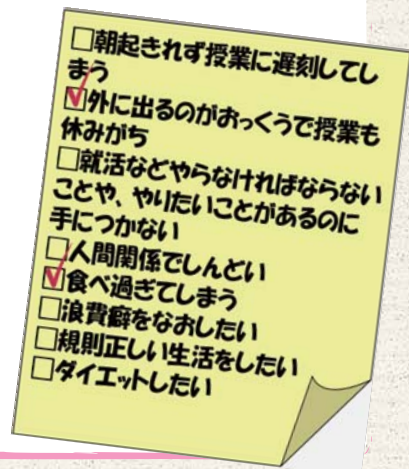 □朝起きれず授業に遅刻してし
まう
☑外に出るのがおっくうで授業も
休みがち
□就活などやらなければならない
ことや、やりたいことがあるのに
手につかない
□人間関係でしんどい
☑食べ過ぎてしまう
□浪費癖をなおしたい
□規則正しい生活をしたい
□ダイエットしたい